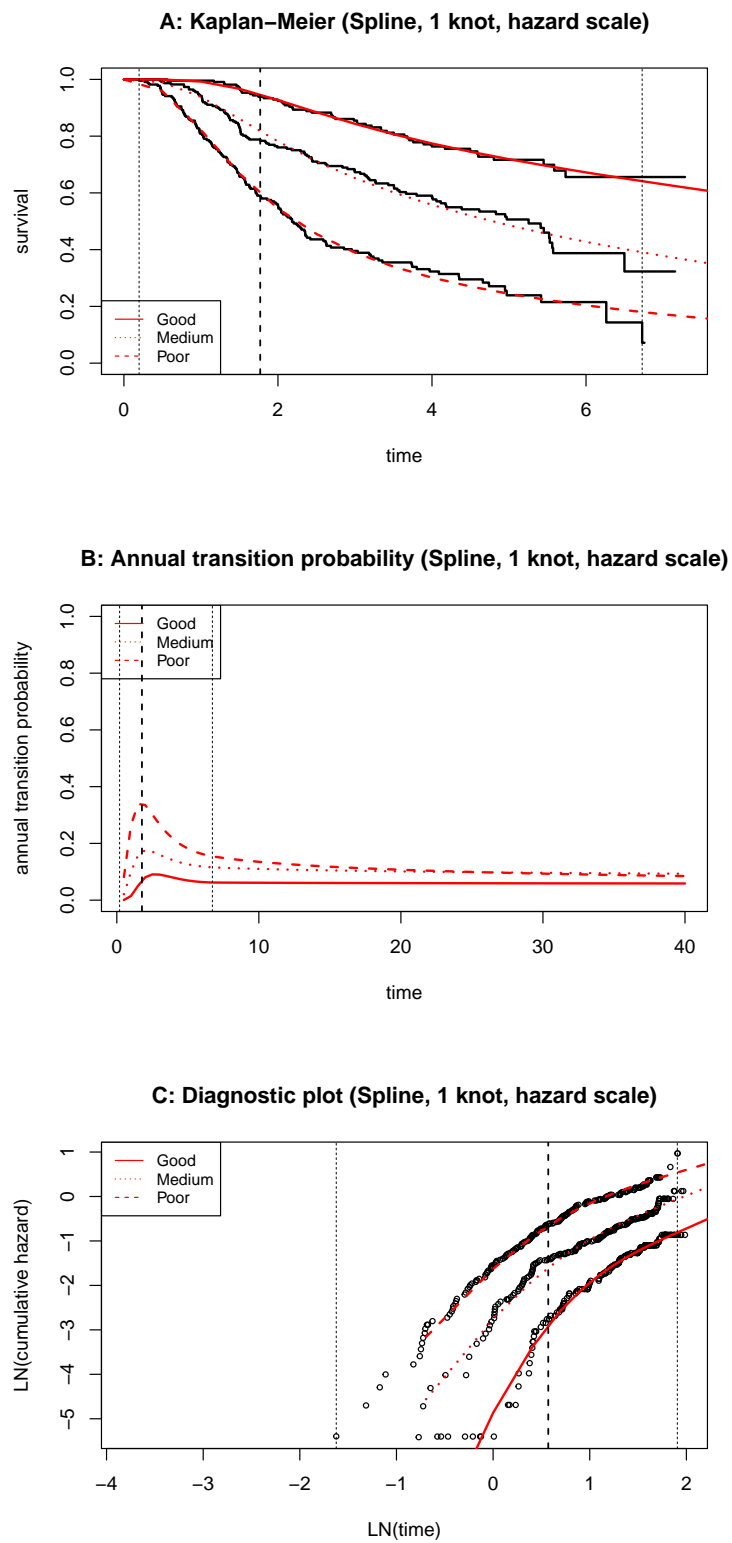 A: Kaplan−Meier (Spline, 1 knot, hazard scale)
survival
0.0 0.2 0.4 0.6 0.8 1.0
Good
Medium
Poor
0 2 4 6
time
B: Annual transition probability (Spline, 1 knot, hazard scale)
annual transition probability
0.0 0.2 0.4 0.6 0.8 1.0
Good
Medium
Poor
0 10 20 30 40
time
C: Diagnostic plot (Spline, 1 knot, hazard scale)
LN(cumulative hazard)
−5 −4 −3 −2 −1 0 1
Good
Medium
Poor
−4 −3 −2 −1 0 1 2
LN(time)